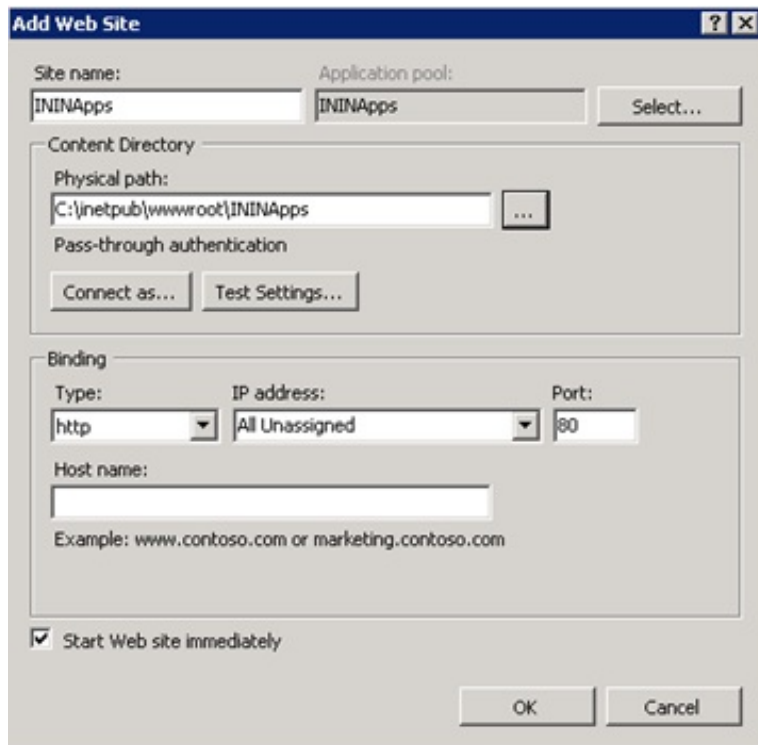 Add Web Site
Site name: Application pool:
ININApps ININApps Select...
Content Directory
Physical path:
C:\inetpub\wwwroot\ININApps ...
Pass-through authentication
Connect as... Test Settings...
Binding
Type: IP address: Port:
http All Unassigned 80
Host name:
Example: www.contoso.com or marketing.contoso.com
Start Web site immediately
OK Cancel